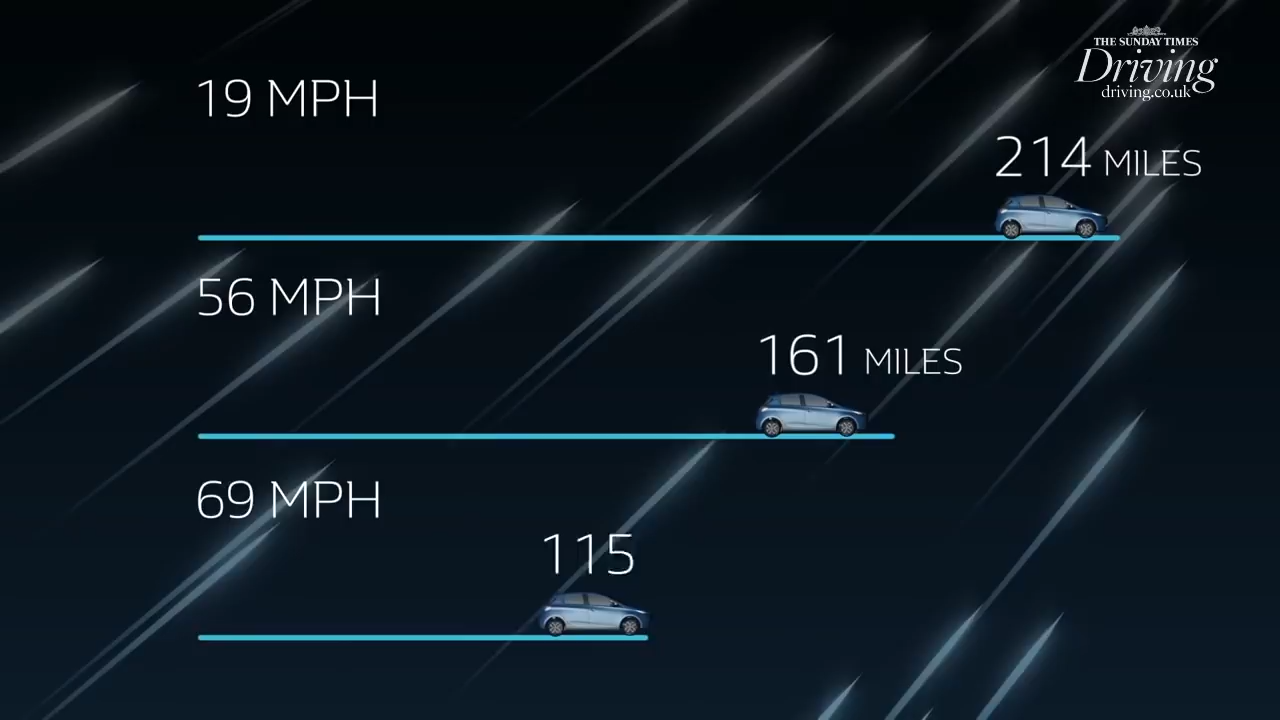 THE SUNDAY TIMES
Driving
driving.co.uk
19 MPH
214 MILES
56 MPH
161 MILES
69 MPH
115